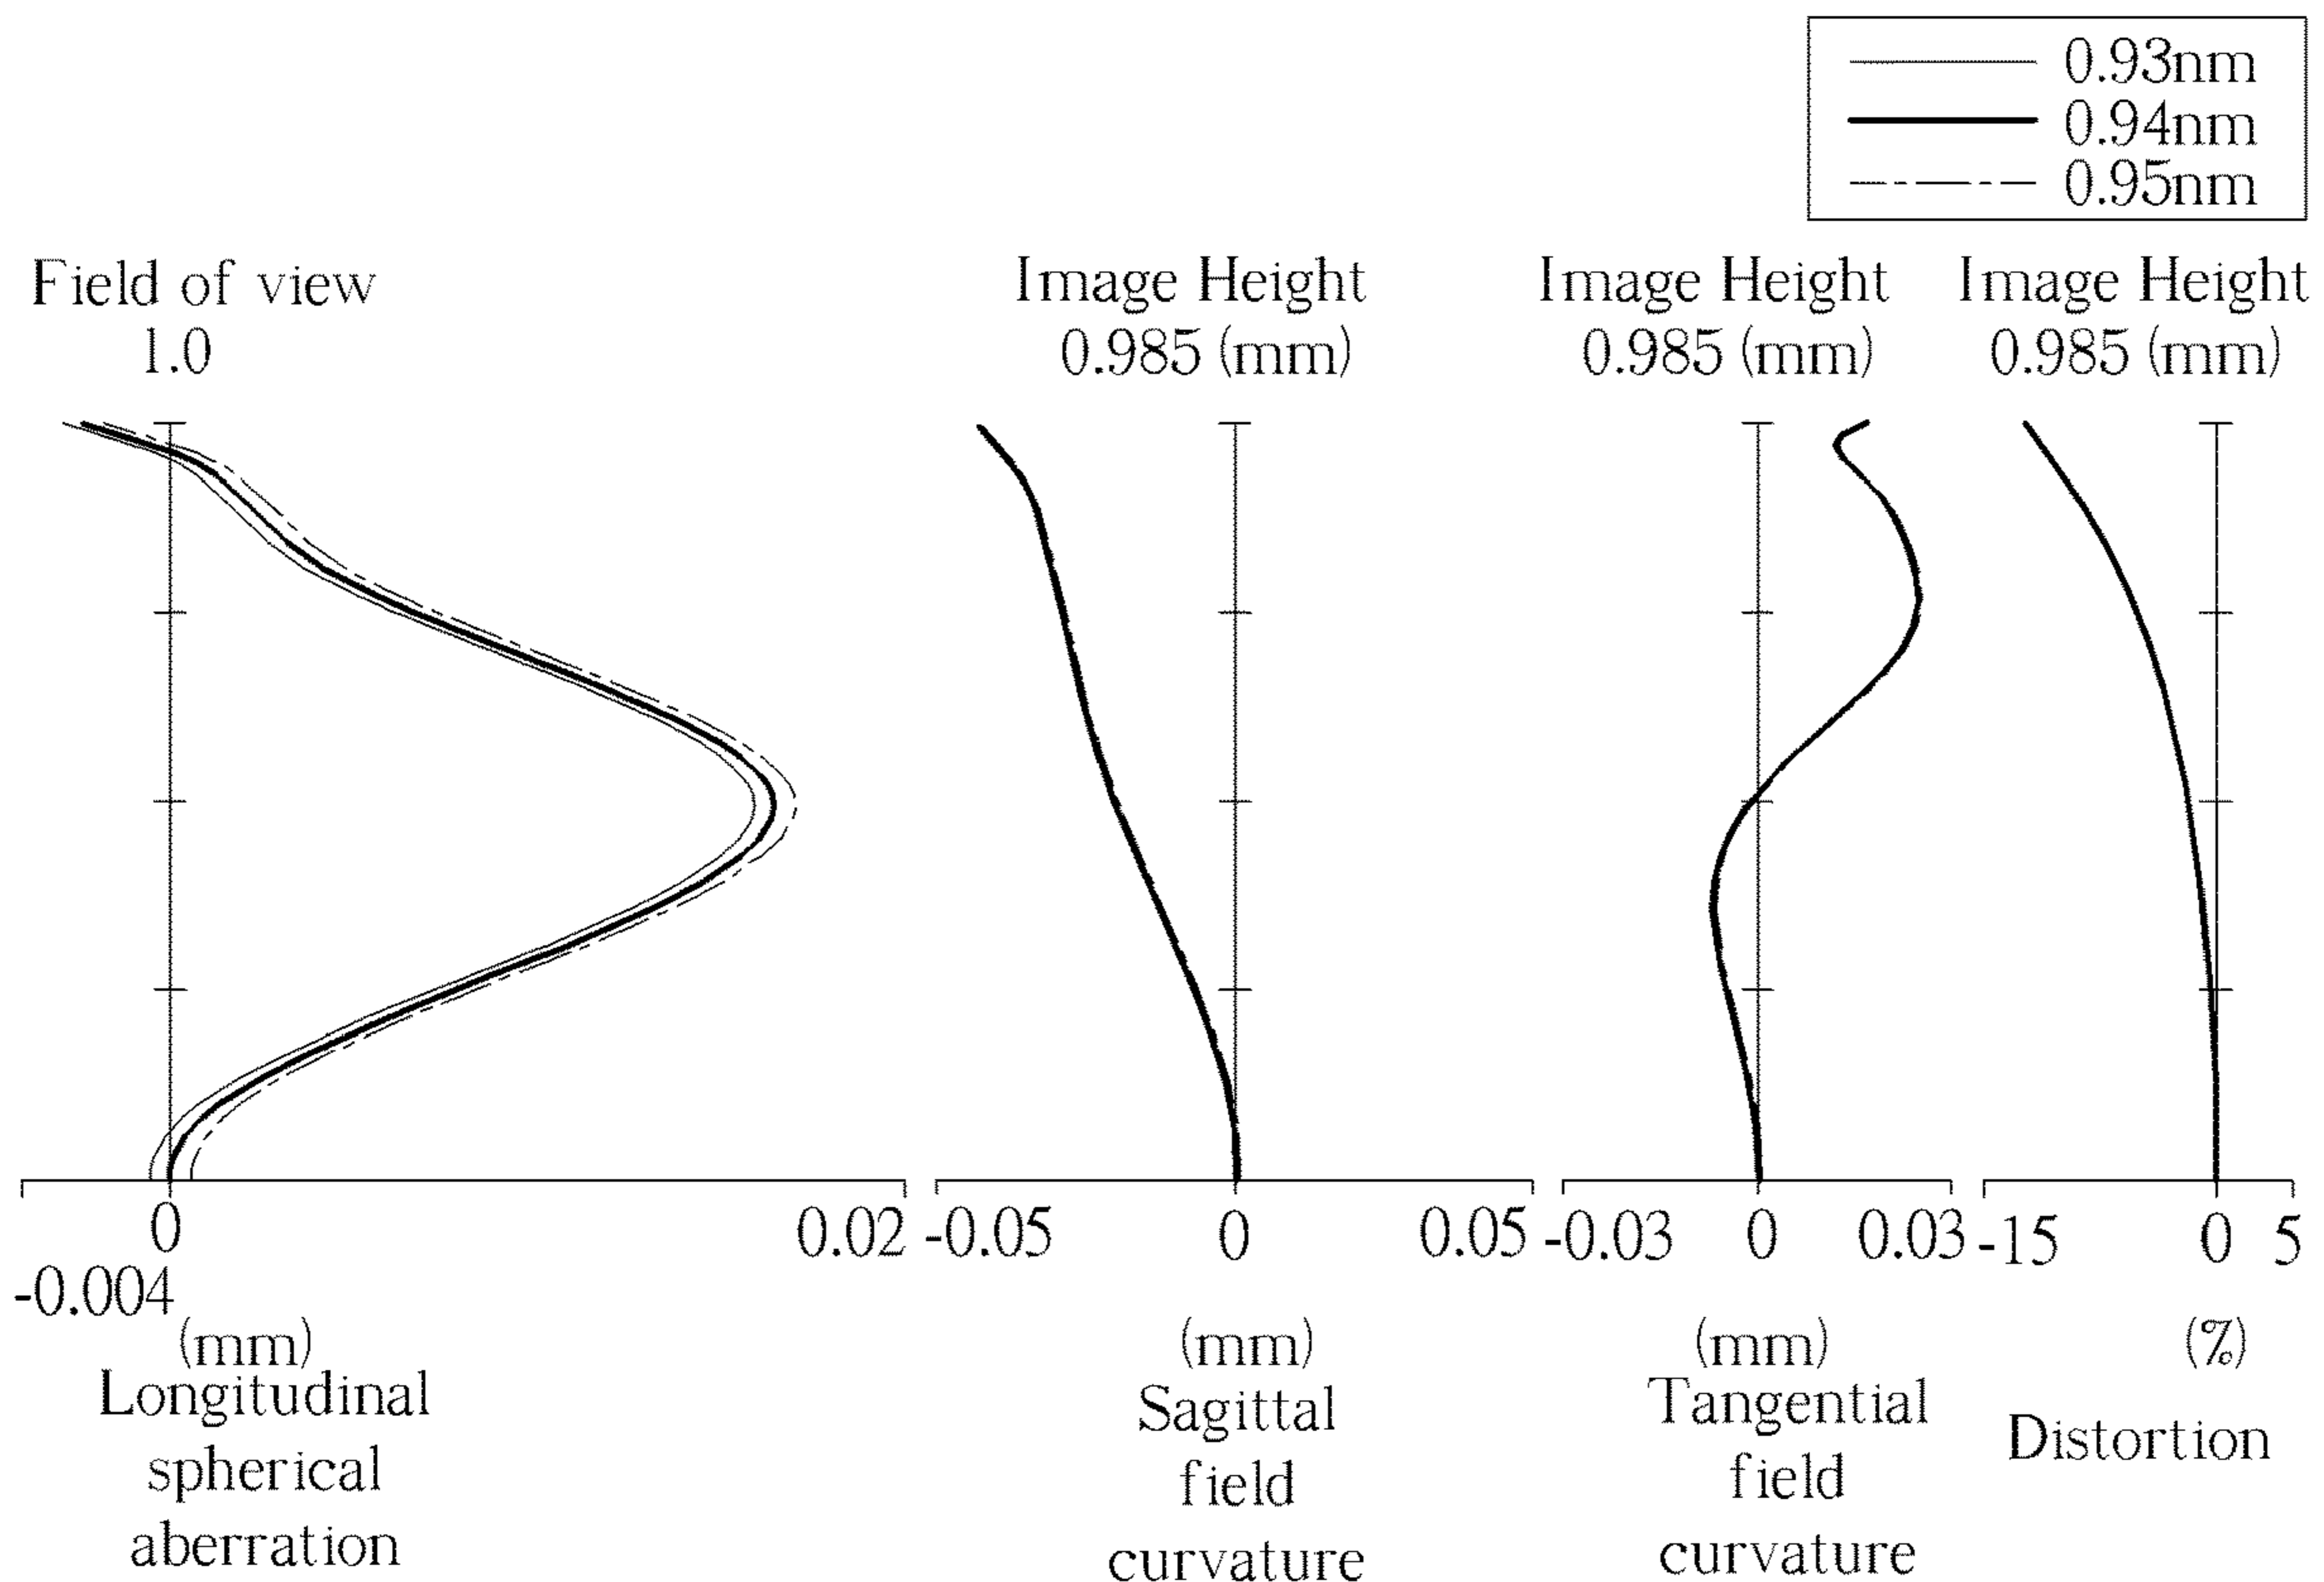 0.93nm
0.94nm
0.95nm
Field of view
1.0
Image Height
0.985 (mm)
Image Height
0.985 (mm)
Image Height
0.985 (mm)
0
0.02
-0.004
(mm)
Longitudinal
spherical
aberration
-0.05
0
0.05
(mm)
Sagittal
field
curvature
-0.03
0
0.03
(mm)
Tangential
field
curvature
-15
0
5
(%)
Distortion